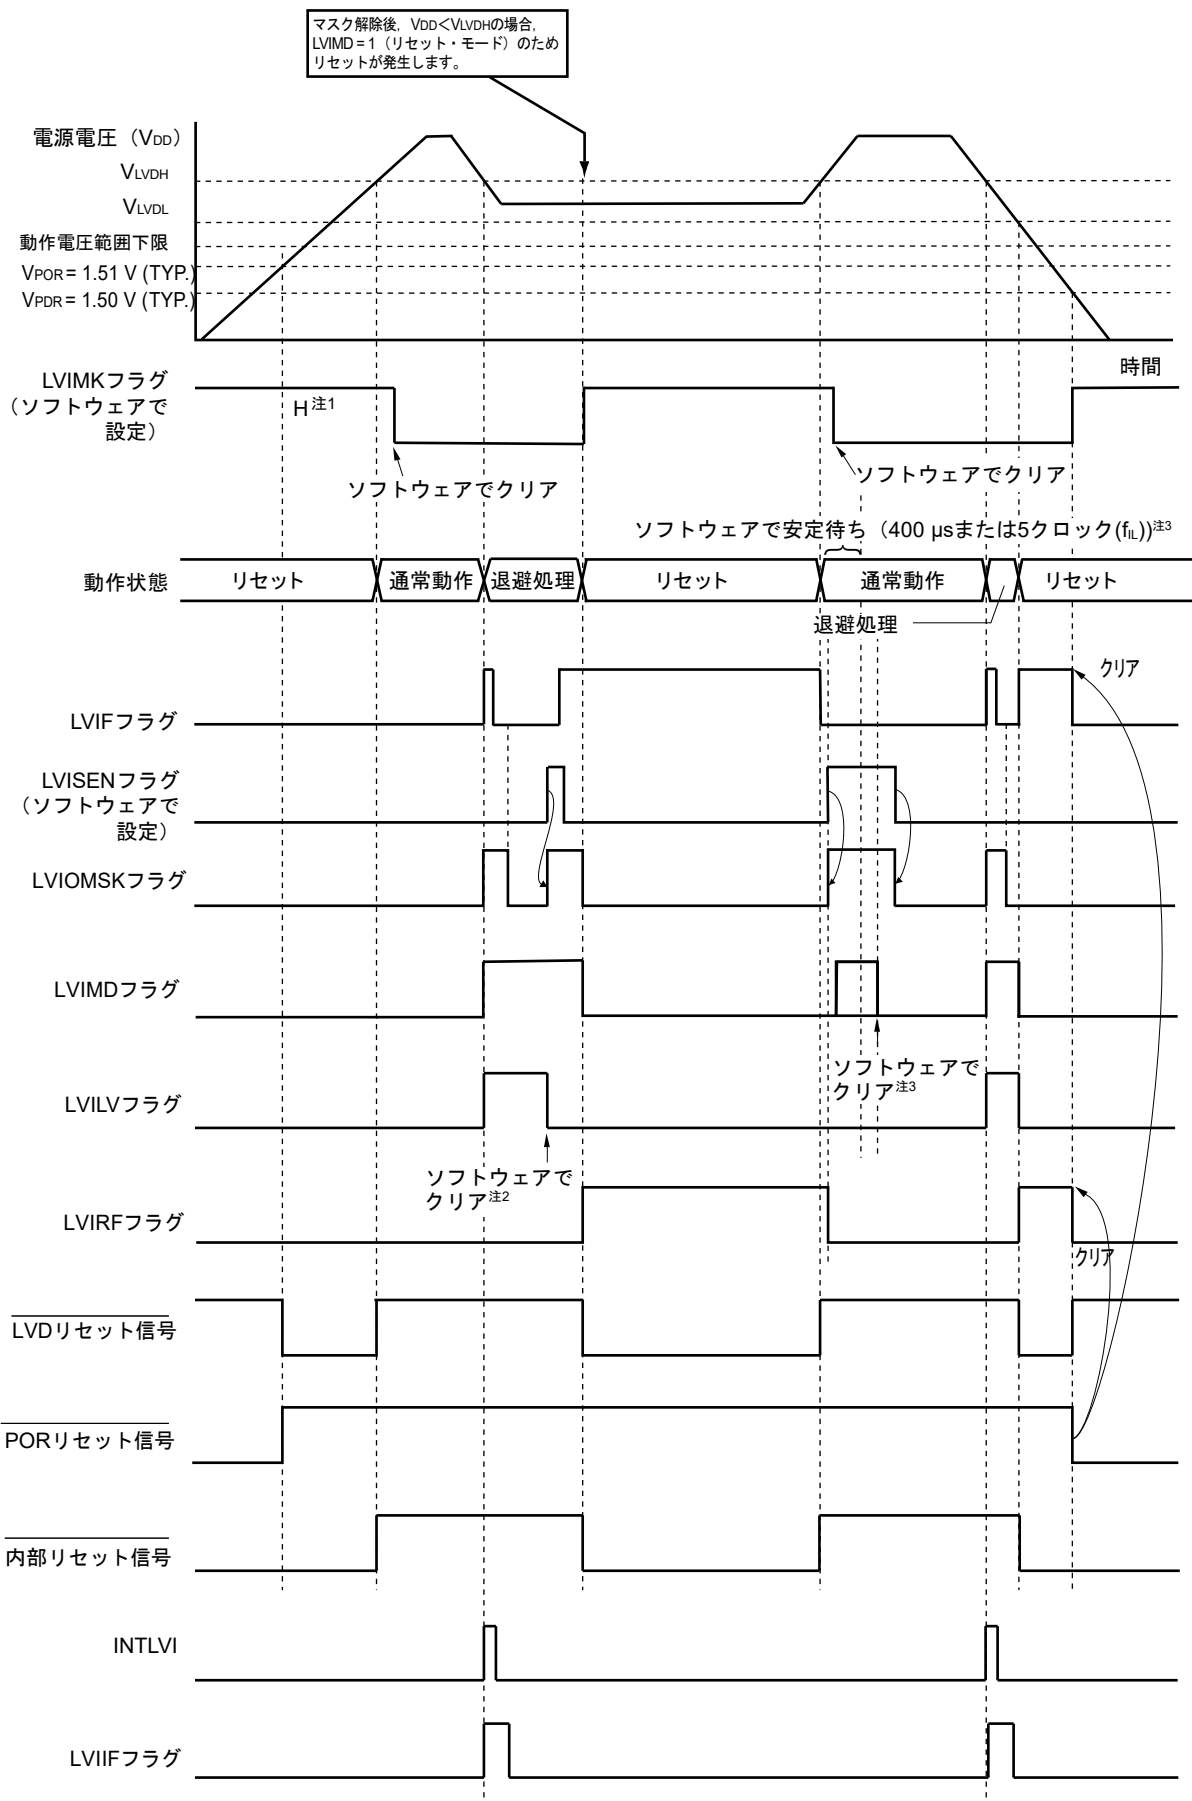 マスク解除後，VDD＜VLVDHの場合，
LVIMD = 1（リセット・モード）のため
リセットが発生します。
電源電圧（VDD）
VLVDH
VLVDL
動作電圧範囲下限
VPOR = 1.51 V (TYP.)
VPDR = 1.50 V (TYP.)
時間
LVIMKフラグ
（ソフトウェアで
設定）
H注1
ソフトウェアでクリア
ソフトウェアでクリア
ソフトウェアで安定待ち（400 μsまたは5クロック(fIL))注3
動作状態
リセット
通常動作
退避処理
リセット
通常動作
リセット
退避処理
クリア
LVIFフラグ
LVISENフラグ
（ソフトウェアで
設定）
LVIOMSKフラグ
LVIMDフラグ
ソフトウェアで
クリア注3
LVILVフラグ
ソフトウェアで
クリア注2
LVIRFフラグ
クリア
LVDリセット信号
PORリセット信号
内部リセット信号
INTLVI
LVIIFフラグ